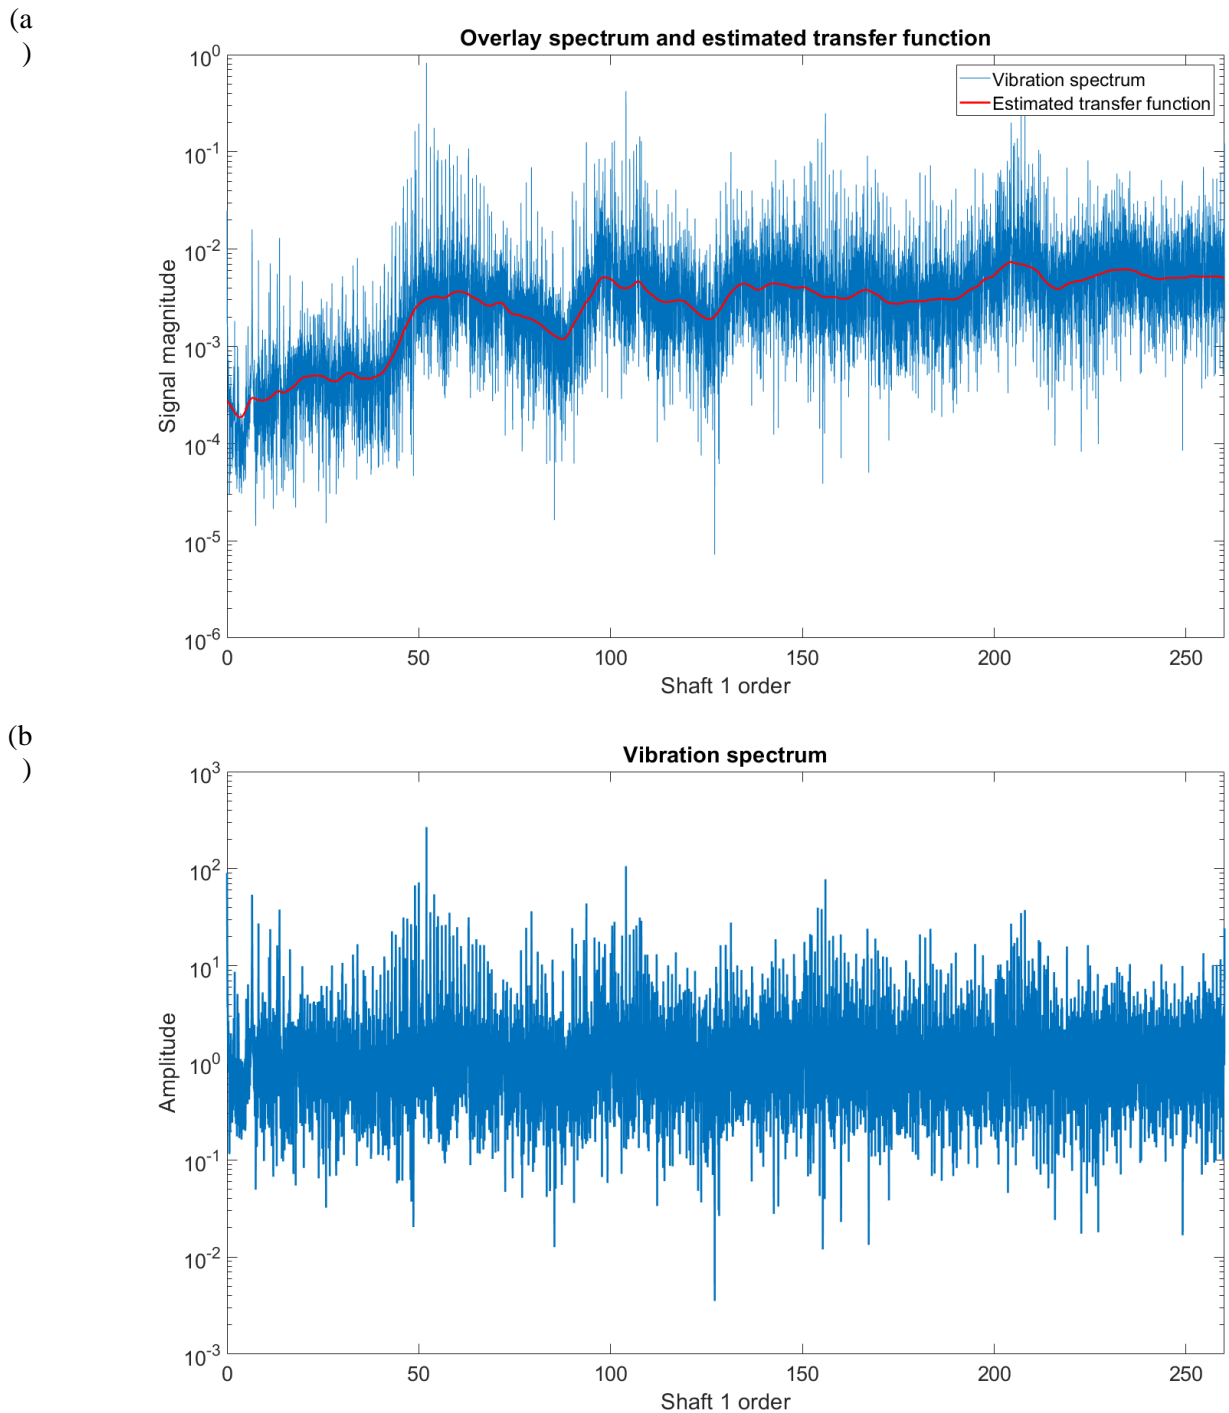 (a
)
Overlay spectrum and estimated transfer function
Vibration spectrum
Estimated transfer function
10^0
10^-1
10^-2
10^-3
10^-4
10^-5
10^-6
Signal magnitude
0 50 100 150 200 250
Shaft 1 order
(b
)
Vibration spectrum
10^3
10^2
10^1
10^0
10^-1
10^-2
10^-3
Amplitude
0 50 100 150 200 250
Shaft 1 order